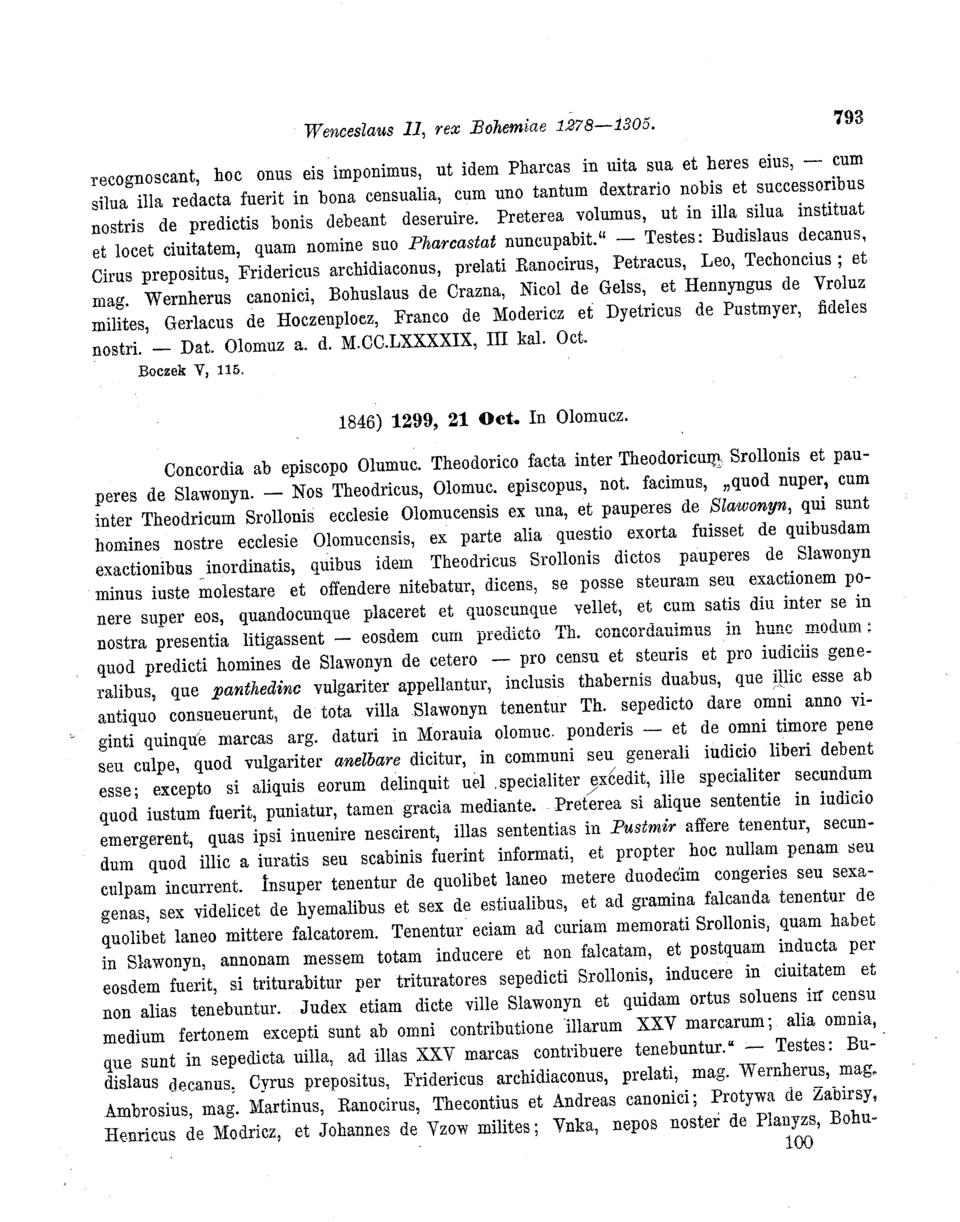 Wenceslaus II, rex Bohemiae 1278—1305.
793
recognoscant, hoc onus eis imponimus, ut idem Pharcas in uita sua et heres eius, — cum
silua illa redacta fuerit in bona censualia, cum uno tantum dextrario nobis et successoribus
nostris de predictis bonis debeant deseruire. Preterea volumus, ut in illa silua instituat
et locet ciuitatem, quam nomine suo Pharcastat nuncupabit.“ — Testes: Budislaus decanus,
Cirus prepositus, Fridericus archidiaconus, prelati Ranocirus, Petracus, Leo, Techoncius; et
mag. Wernherus canonici, Bohuslaus de Crazna, Nicol de Gelss, et Hennyngus de Vroluz
milites, Gerlacus de Hoczenplocz, Franco de Modericz et Dyetricus de Pustmyer, fideles
nostri. — Dat. Olomuz a. d. M.CC.LXXXXIX, III kal. Oct.
Boczek V, 115.
1846) 1299, 21 Oct. In Olomucz.
Concordia ab episcopo Olumuc. Theodorico facta inter Theodoricum Srollonis et pau-
peres de Slawonyn. — Nos Theodricus, Olomuc. episcopus, not. facimus, „quod nuper, cum
inter Theodricum Srollonis ecclesie Olomucensis ex una, et pauperes de Slawonyn, qui sunt
homines nostre ecclesie Olomucensis, ex parte alia questio exorta fuisset de quibusdam
exactionibus inordinatis, quibus idem Theodricus Srollonis dictos pauperes de Slawonyn
minus iuste molestare et offendere nitebatur, dicens, se posse steuram seu exactionem po-
nere super eos, quandocunque placeret et quoscunque vellet, et cum satis diu inter se in
nostra presentia litigassent — eosdem cum predicto Th. concordauimus in hunc modum:
quod predicti homines de Slawonyn de cetero — pro censu et steuris et pro iudiciis gene-
ralibus, que panthedinc vulgariter appellantur, inclusis thabernis duabus, que illic esse ab
antiquo consueuerunt, de tota villa Slawonyn tenentur Th. sepedicto dare omni anno vi-
ginti quinque marcas arg. daturi in Morauia olomuc. ponderis — et de omni timore pene
seu culpe, quod vulgariter anelbare dicitur, in communi seu generali iudicio liberi debent
esse; excepto si aliquis eorum delinquit uel specialiter excedit, ille specialiter secundum
quod iustum fuerit, puniatur, tamen gracia mediante. Preterea si alique sententie in iudicio
emergerent, quas ipsi inuenire nescirent, illas sententias in Pustmir affere tenentur, secun-
dum quod illic a iuratis seu scabinis fuerint informati, et propter hoc nullam penam seu
culpam incurrent. Insuper tenentur de quolibet laneo metere duodecim congeries seu sexa-
genas, sex videlicet de hyemalibus et sex de estiualibus, et ad gramina falcanda tenentur de
quolibet laneo mittere falcatorem. Tenentur eciam ad curiam memorati Srollonis, quam habet
in Slawonyn, annonam messem totam inducere et non falcatam, et postquam inducta per
eosdem fuerit, si triturabitur per trituratores sepedicti Srollonis, inducere in ciuitatem et
non alias tenebuntur. Judex etiam dicte ville Slawonyn et quidam ortus soluens in censu
medium fertonem excepti sunt ab omni contributione illarum XXV marcarum; alia omnia,
que sunt in sepedicta uilla, ad illas XXV marcas contribuere tenebuntur.“ — Testes: Bu-
dislaus decanus, Cyrus prepositus, Fridericus archidiaconus, prelati, mag. Wernherus, mag.
Ambrosius, mag. Martinus, Ranocirus, Thecontius et Andreas canonici; Protywa de Zabirsy,
Henricus de Modricz, et Johannes de Vzow milites; Vnka, nepos noster de Planyzs, Bohu-
100